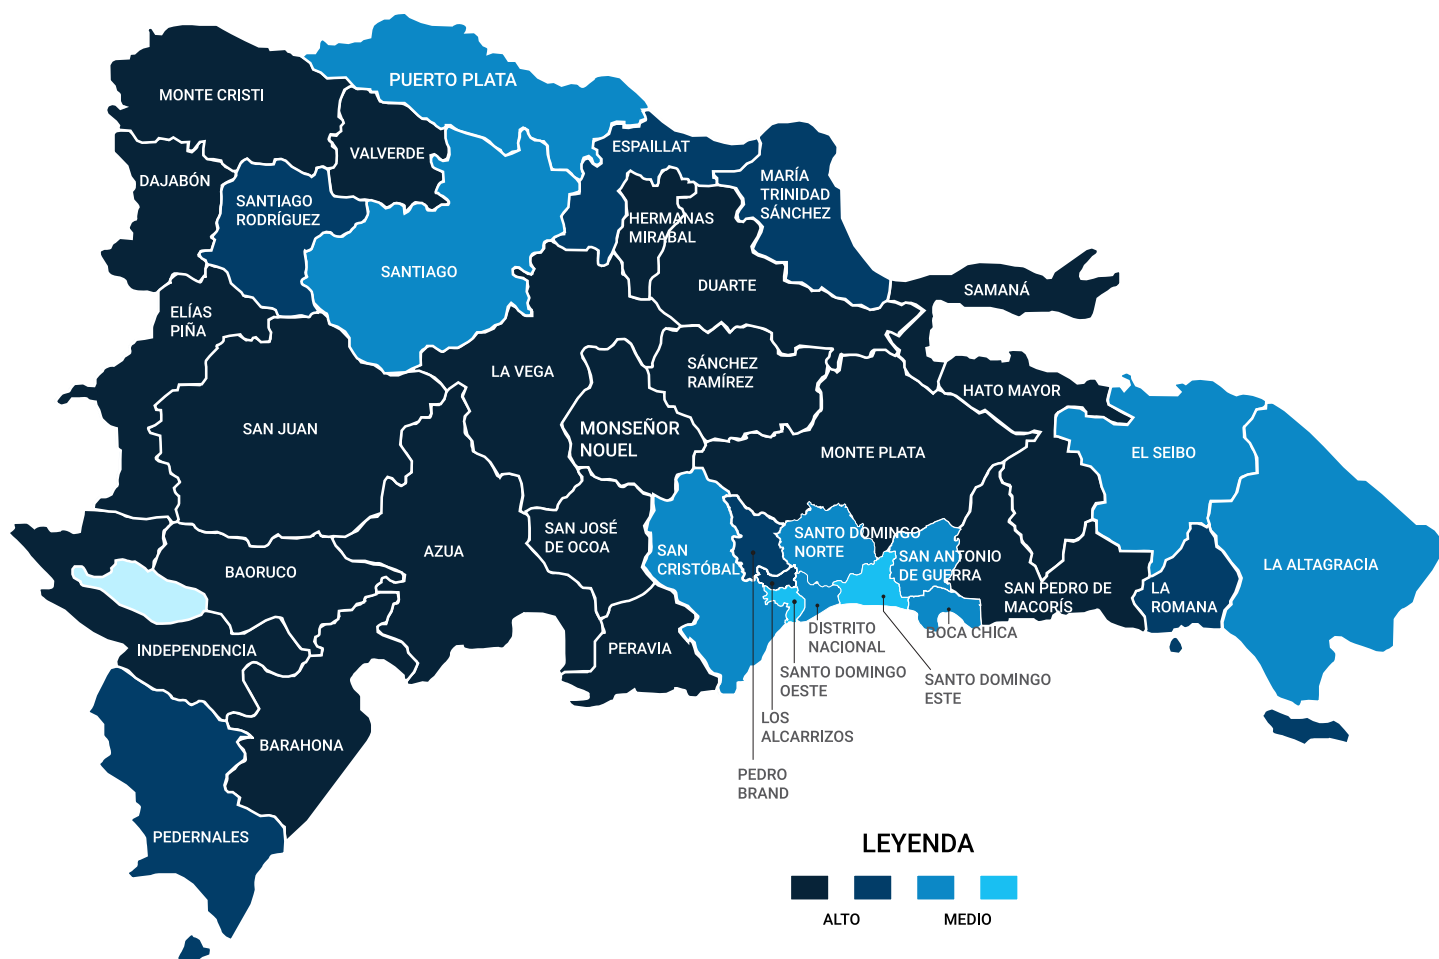 PUERTO PLATA
MONTE CRISTI
VALVERDE
ESPAILLAT
DAJABÓN
MARÍA
TRINIDAD
SÁNCHEZ
SANTIAGO
RODRÍGUEZ
HERMANAS
MIRABAL
SANTIAGO
DUARTE
SAMANÁ
ELÍAS
PIÑA
LA VEGA
SÁNCHEZ
RAMÍREZ
HATO MAYOR
SAN JUAN
MONSEÑOR
NOUEL
MONTE PLATA
EL SEIBO
AZUA
SAN JOSÉ
DE OCOA
SAN
CRISTÓBAL
SANTO DOMINGO
NORTE
SAN ANTONIO
DE GUERRA
LA ALTAGRACIA
BAORUCO
SAN PEDRO DE
MACORÍS
LA
ROMANA
INDEPENDENCIA
PERAVIA
DISTRITO
NACIONAL
BOCA CHICA
SANTO DOMINGO
OESTE
SANTO DOMINGO
ESTE
LOS
ALCARRIZOS
BARAHONA
PEDRO
BRAND
PEDERNALES
LEYENDA
ALTO
MEDIO